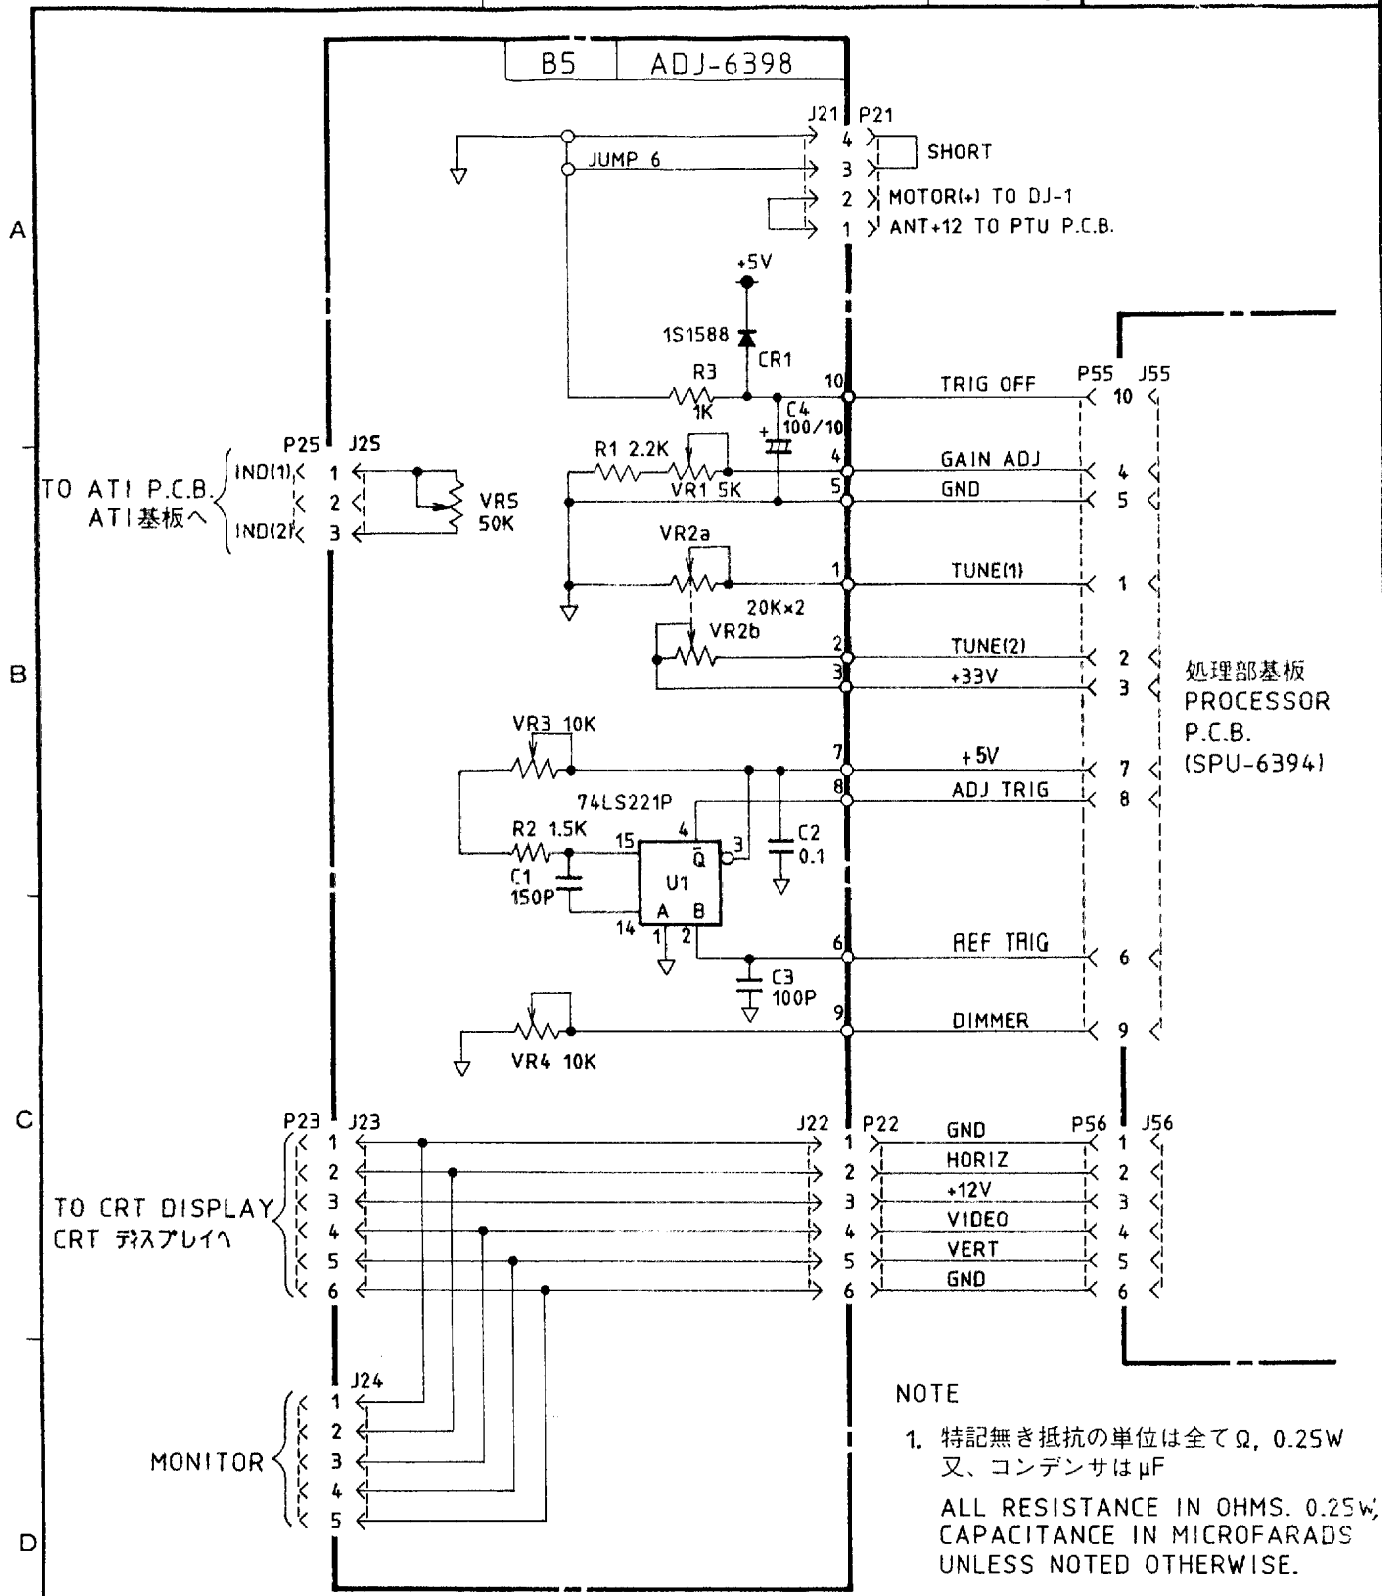 B5 ADJ-6398
J21 P21
4
SHORT
JUMP 6
3
2 MOTOR(+) TO DJ-1
A
1 ANT+12 TO PTU P.C.B.
+5V
1S1588
CR1
R3
1K
10 TRIG OFF
P55 J55
10
C4
+ 100/10
P25 J25
R1 2.2K
VR1 5K
4 GAIN ADJ 4
5 GND 5
TO ATI P.C.B.
ATI基板へ
IND(1) 1
2
IND(2) 3
VR5
50K
VR2a
1 TUNE(1) 1
20K×2
VR2b
2 TUNE(2) 2
3 +33V 3
B
処理部基板
PROCESSOR
P.C.B.
(SPU-6394)
VR3 10K
7 +5V 7
8 ADJ TRIG 8
74LS221P
R2 1.5K
15 4 3
Q̄
U1
A B
C1
150P
14 1 2
C2
0.1
6 REF TRIG 6
C3
100P
9 DIMMER 9
VR4 10K
C
P23 J23
J22 P22
P56 J56
1 1 GND 1
2 2 HORIZ 2
3 3 +12V 3
4 4 VIDEO 4
5 5 VERT 5
6 6 GND 6
TO CRT DISPLAY
CRT ディスプレイへ
J24
MONITOR
1
2
3
4
5
D
NOTE
1. 特記無き抵抗の単位は全てΩ, 0.25W
又、コンデンサはμF
ALL RESISTANCE IN OHMS. 0.25W,
CAPACITANCE IN MICROFARADS
UNLESS NOTED OTHERWISE.